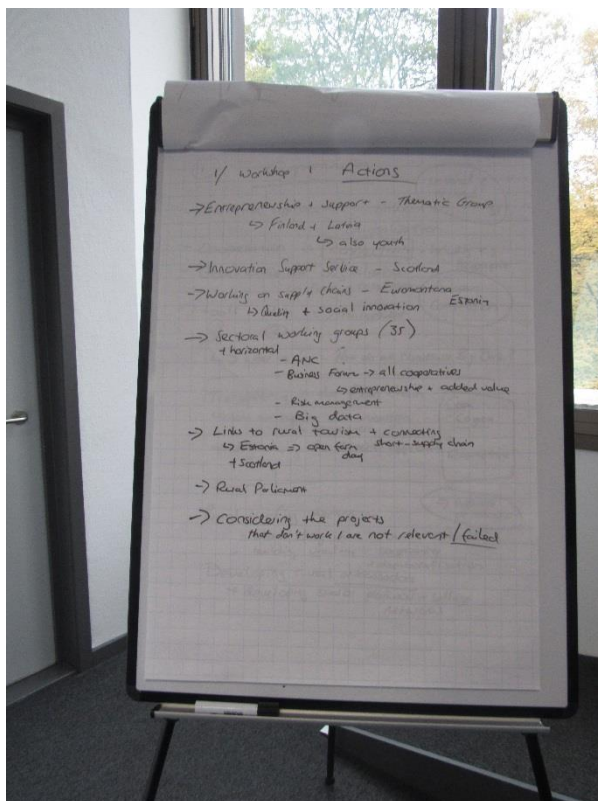 1/ Workshop 1 Actions
→ Entrepreneurship + support - Thematic Group
↳ Finland + Latvia
↳ also youth
→ Innovation Support Service - Scotland
→ Working on supply chains - Euromontana
↳ Quality + social innovation Estonia
→ Sectoral working groups (35)
+ horizontal
- ANC
- Business Forum → all cooperatives
↳ entrepreneurship + added value
- Risk management
- Big data
→ Links to rural tourism + connecting
↳ Estonia => open farm day short-supply chain
+ Scotland
→ Rural Parliament
→ Considering the projects
that don't work / are not relevant / failed